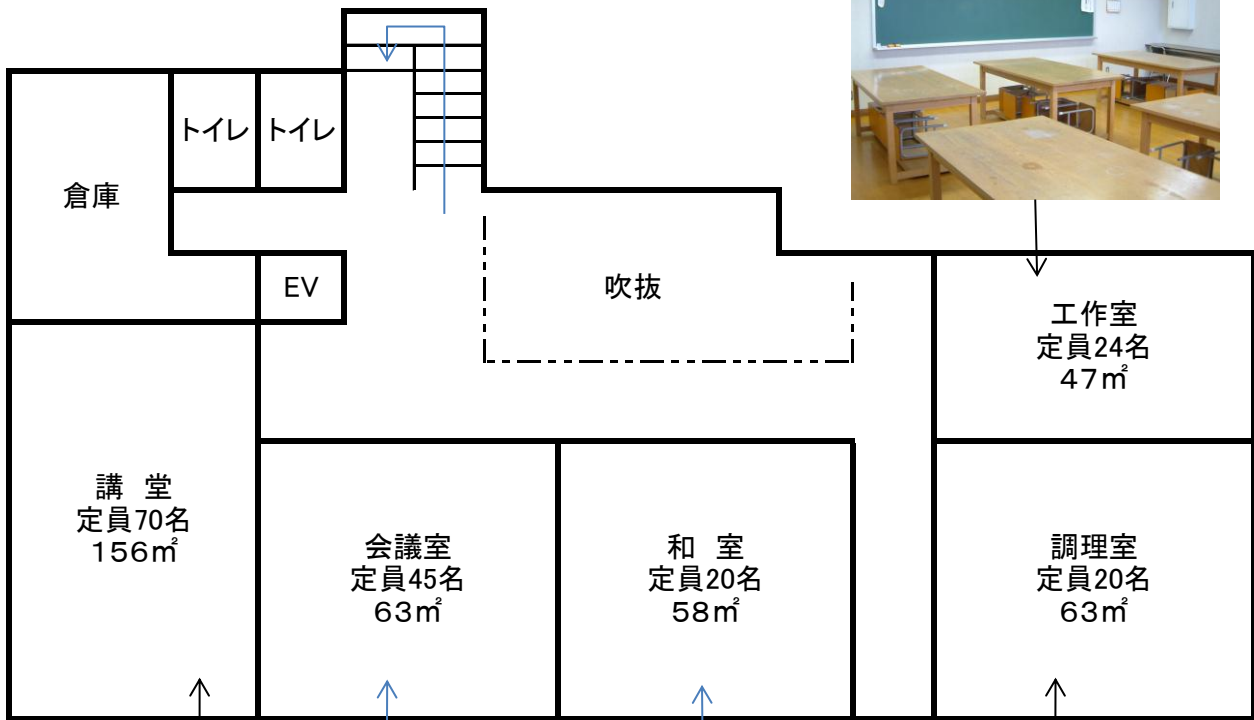 トイレ
トイレ
倉庫
EV
吹抜
工作室
定員24名
47㎡
講 堂
定員70名
156㎡
会議室
定員45名
63㎡
和 室
定員20名
58㎡
調理室
定員20名
63㎡